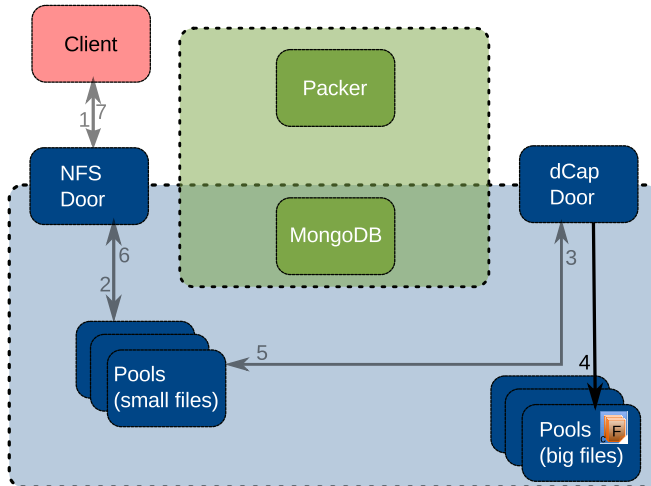 Client
Packer
1
7
NFS
Door
dCap
Door
MongoDB
6
3
2
5
4
Pools
(small files)
Pools
F
c
(big files)